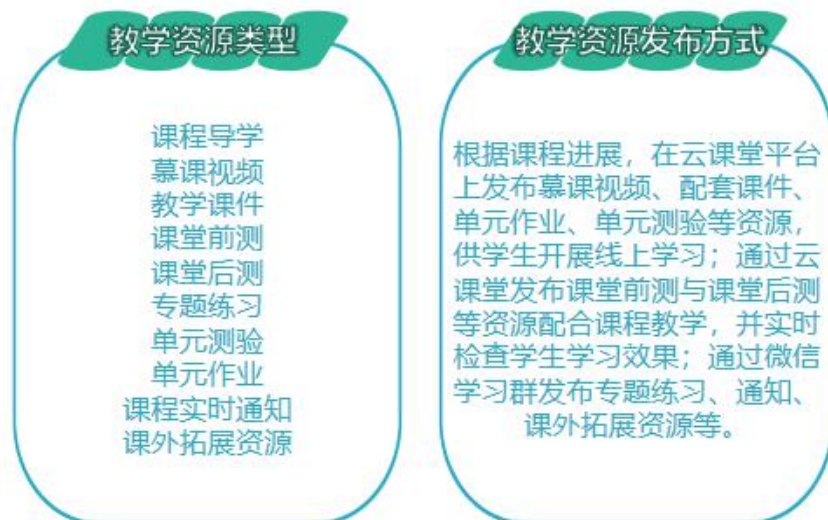 教学资源类型
课程导学
慕课视频
教学课件
课堂前测
课堂后测
专题练习
单元测验
单元作业
课程实时通知
课外拓展资源
教学资源发布方式
根据课程进展，在云课堂平台
上发布慕课视频、配套课件、
单元作业、单元测验等资源，
供学生开展线上学习；通过云
课堂发布课堂前测与课堂后测
等资源配合课程教学，并实时
检查学生学习效果；通过微信
学习群发布专题练习、通知、
课外拓展资源等。